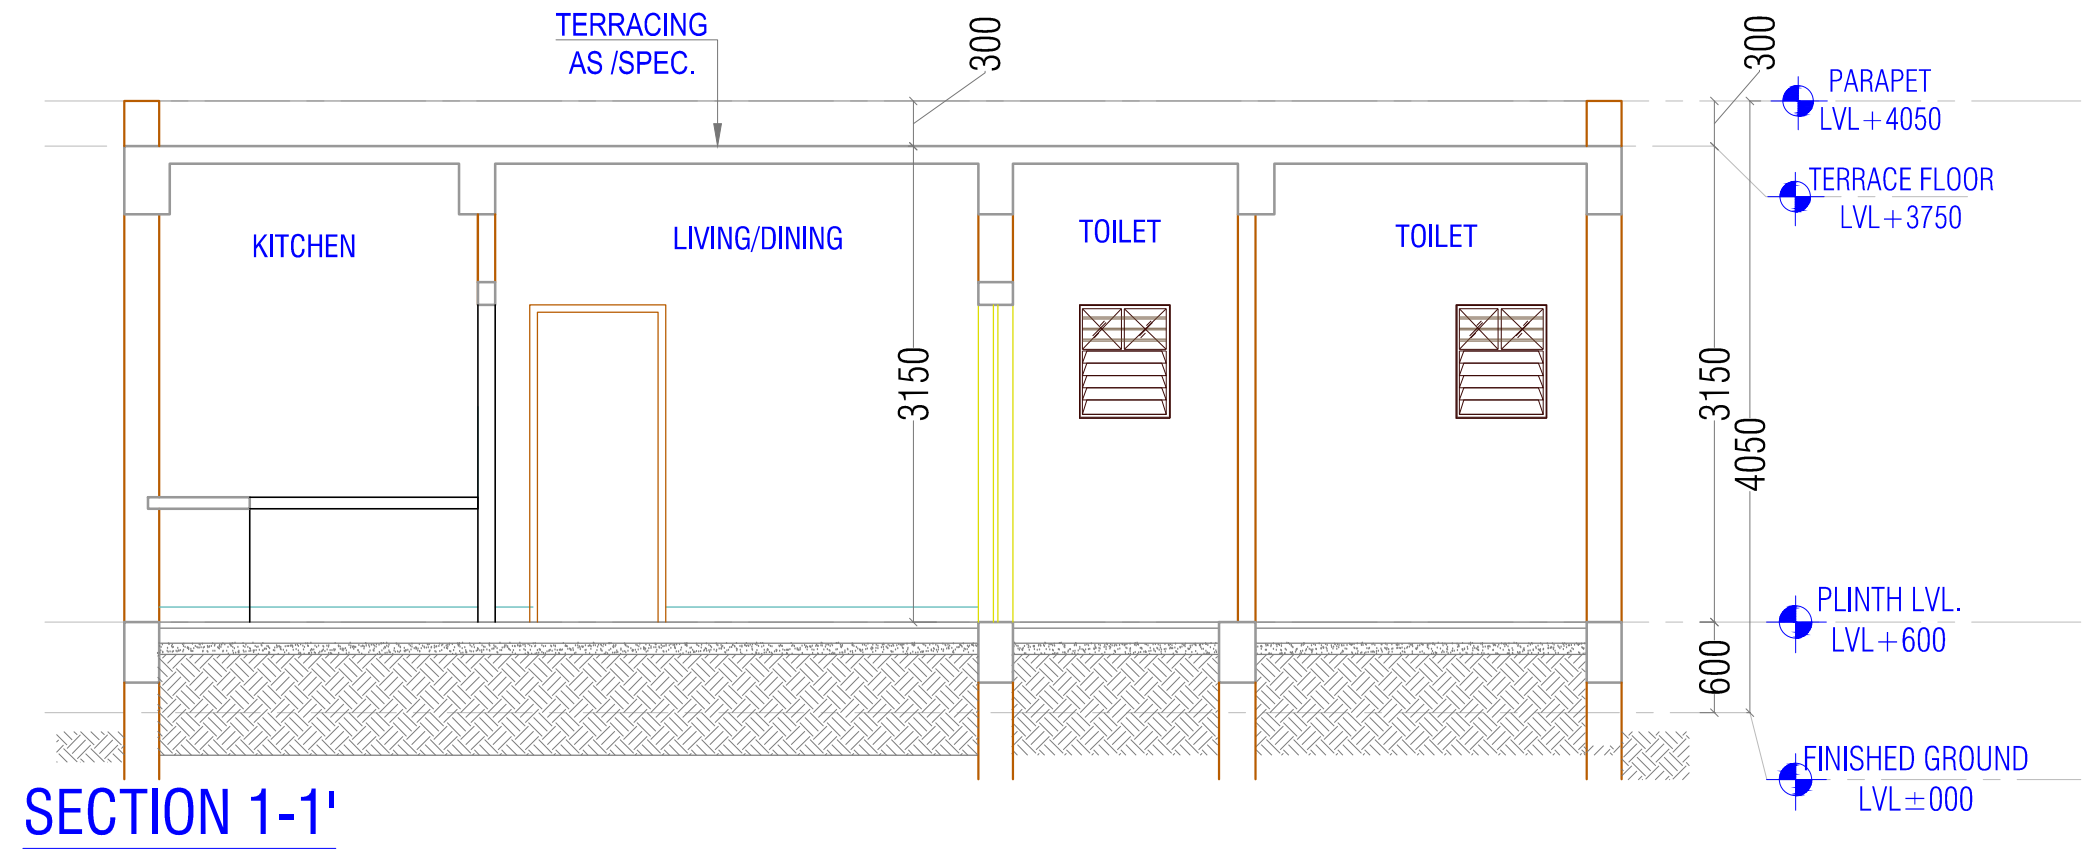 TERRACING
AS /SPEC.
300
300
PARAPET
LVL+4050
TERRACE FLOOR
LVL+3750
KITCHEN
LIVING/DINING
TOILET
TOILET
3150
3150
4050
PLINTH LVL.
LVL+600
600
FINISHED GROUND
LVL±000
SECTION 1-1'